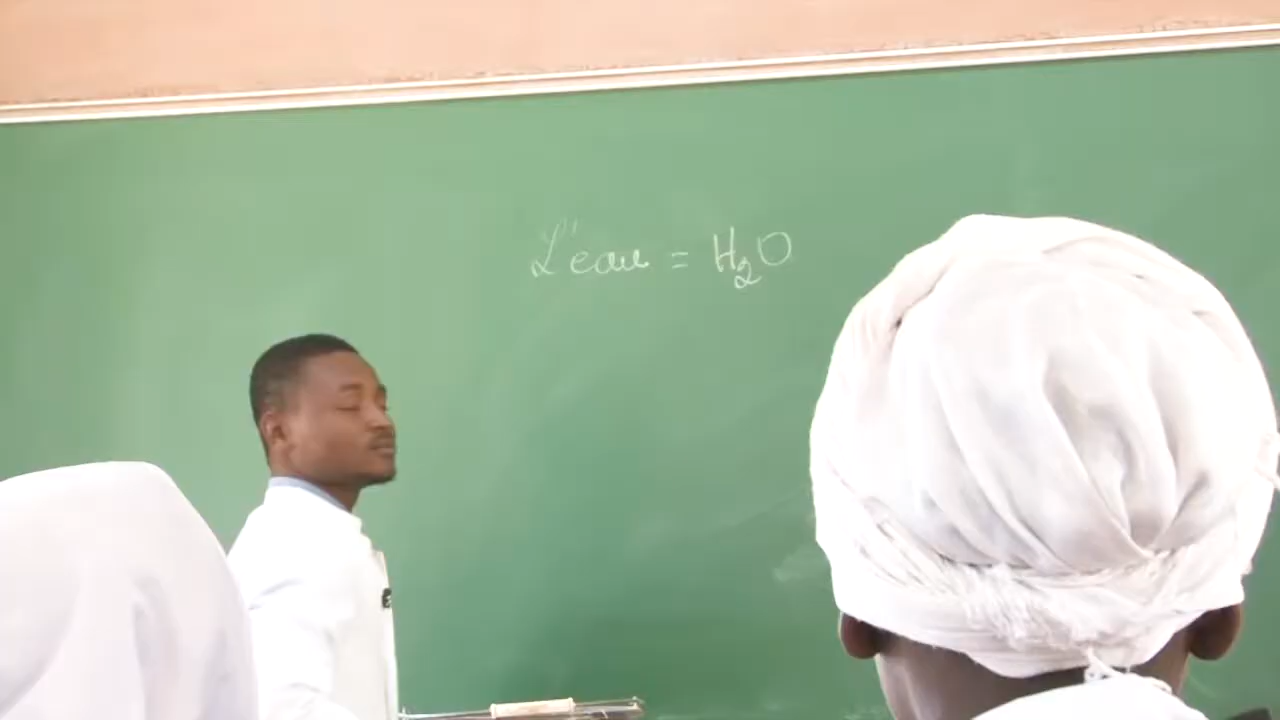 L'eau = H₂O